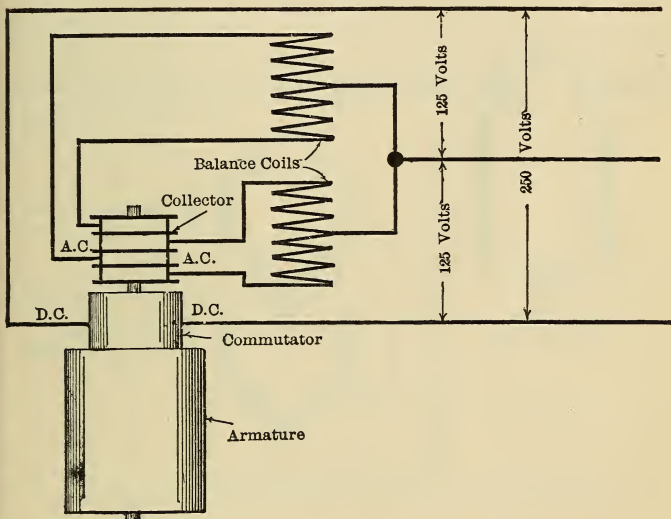 125 Volts
250 Volts
Balance Coils
Collector
A.C.
A.C.
125 Volts
D.C.
D.C.
Commutator
Armature